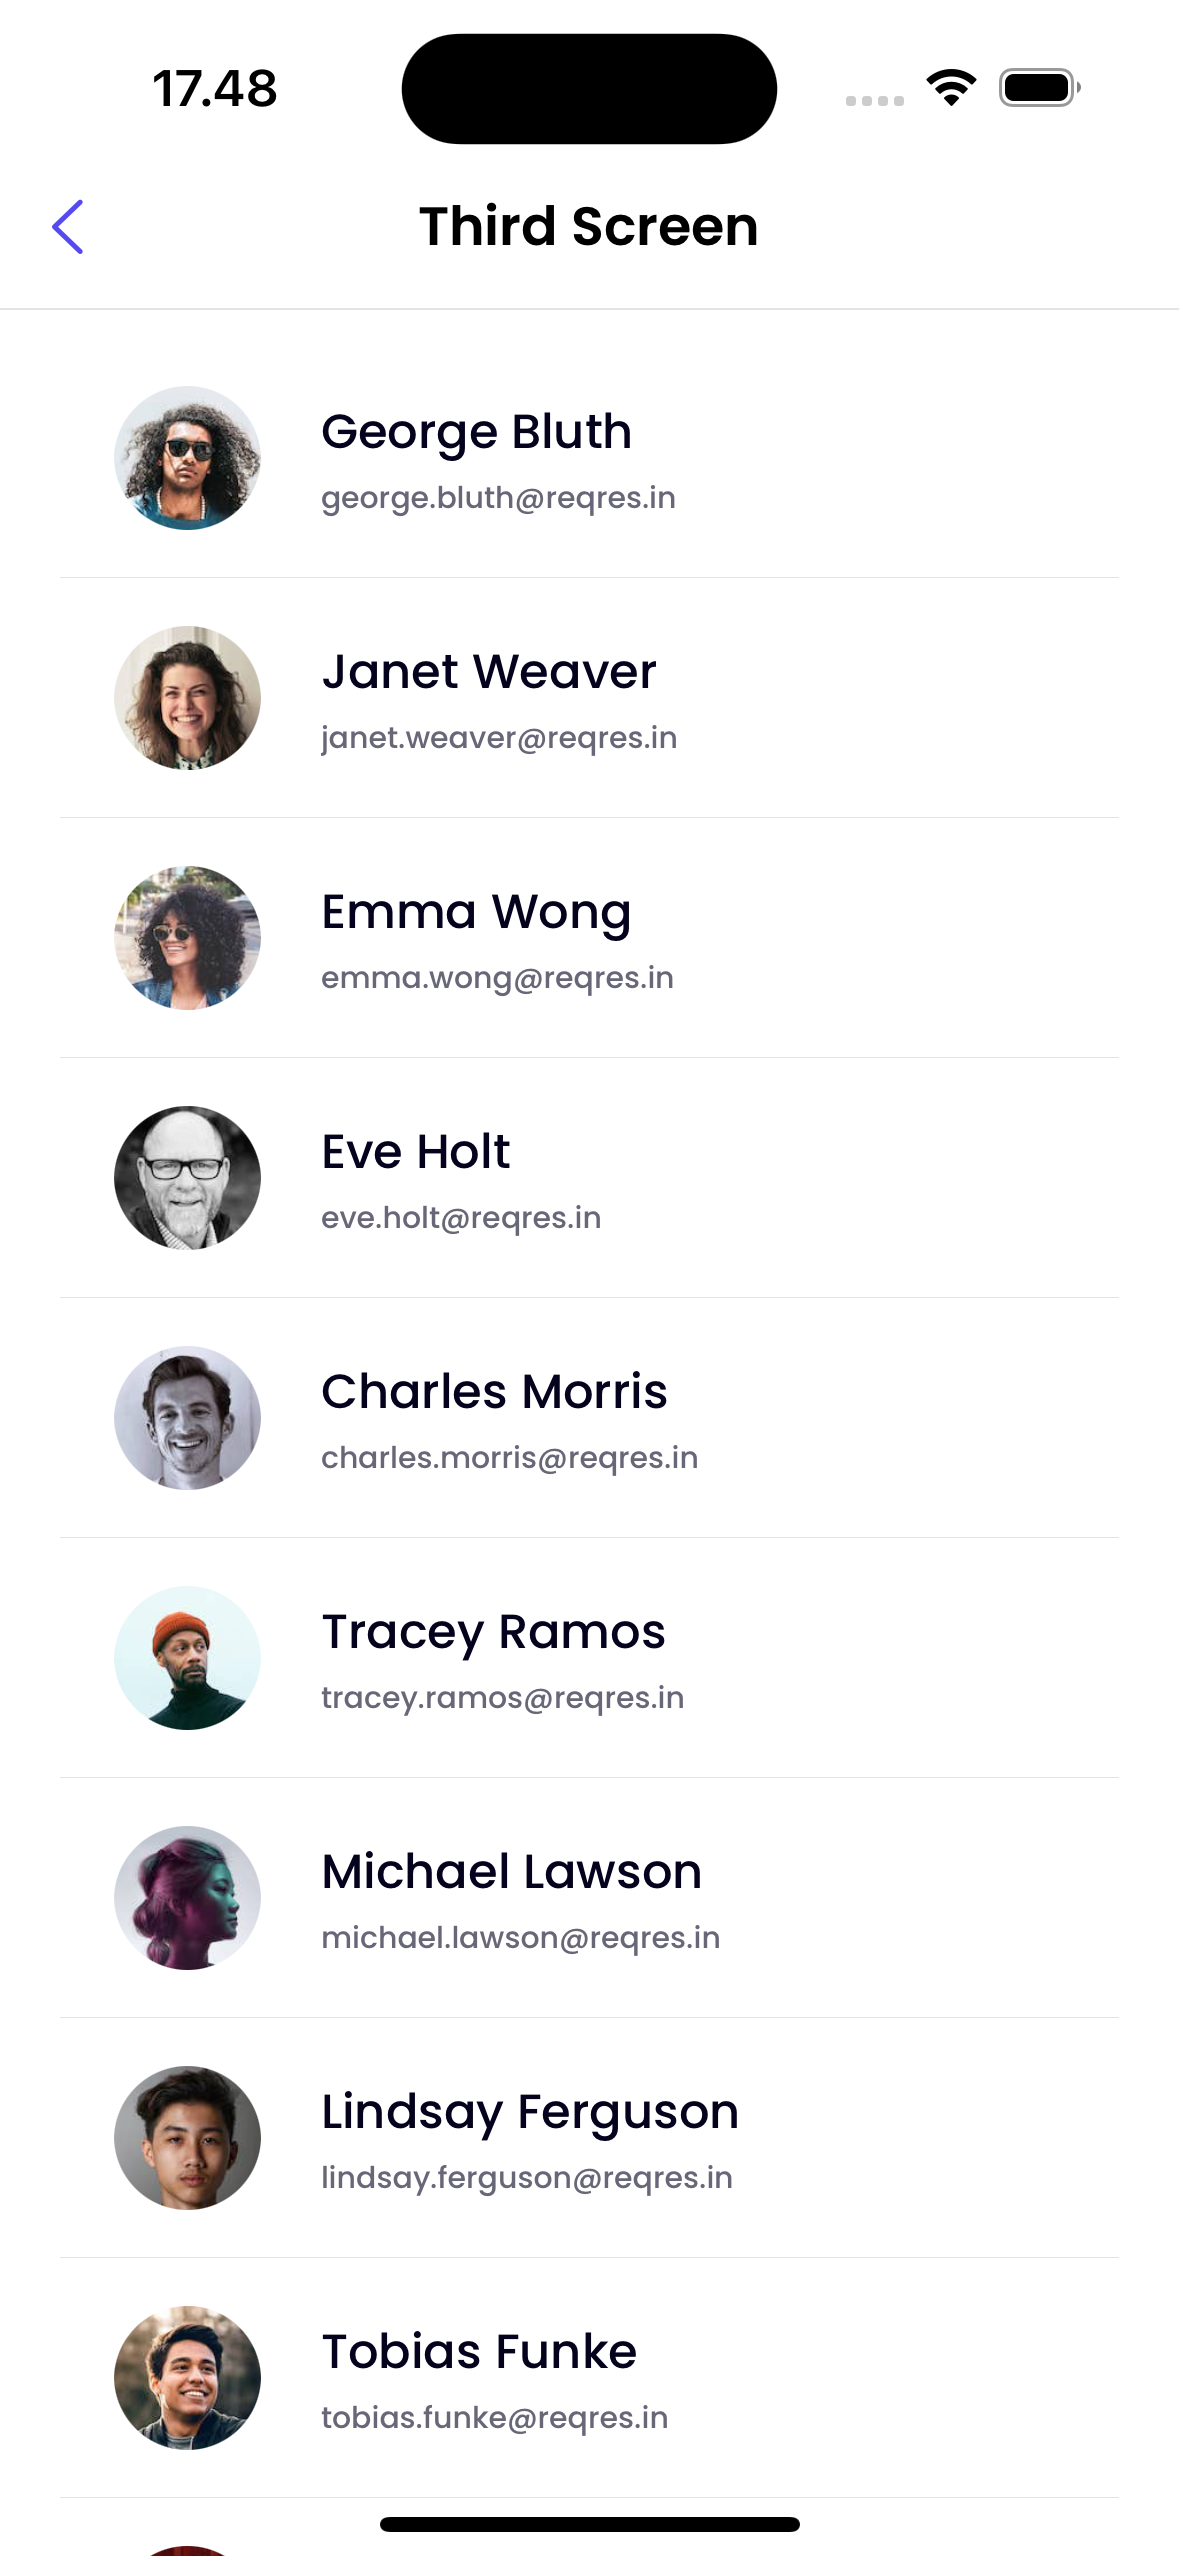 17.48
Third Screen
George Bluth
george.bluth@reqres.in
Janet Weaver
janet.weaver@reqres.in
Emma Wong
emma.wong@reqres.in
Eve Holt
eve.holt@reqres.in
Charles Morris
charles.morris@reqres.in
Tracey Ramos
tracey.ramos@reqres.in
Michael Lawson
michael.lawson@reqres.in
Lindsay Ferguson
lindsay.ferguson@reqres.in
Tobias Funke
tobias.funke@reqres.in